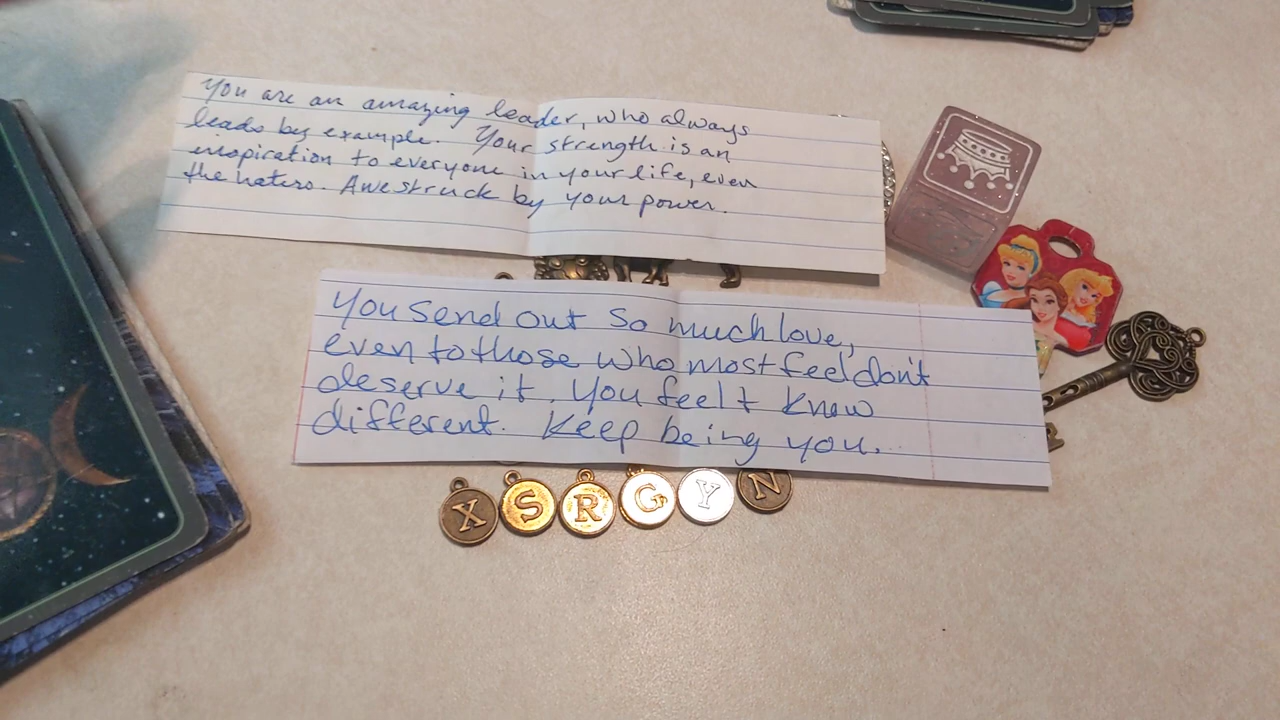 You are an amazing leader, who always
leads by example. Your strength is an
inspiration to everyone in your life, even
the haters. Awestruck by your power.
You send out so much love,
even to those who most feel don't
deserve it. You feel & know
different. Keep being you.
X S R G Y N